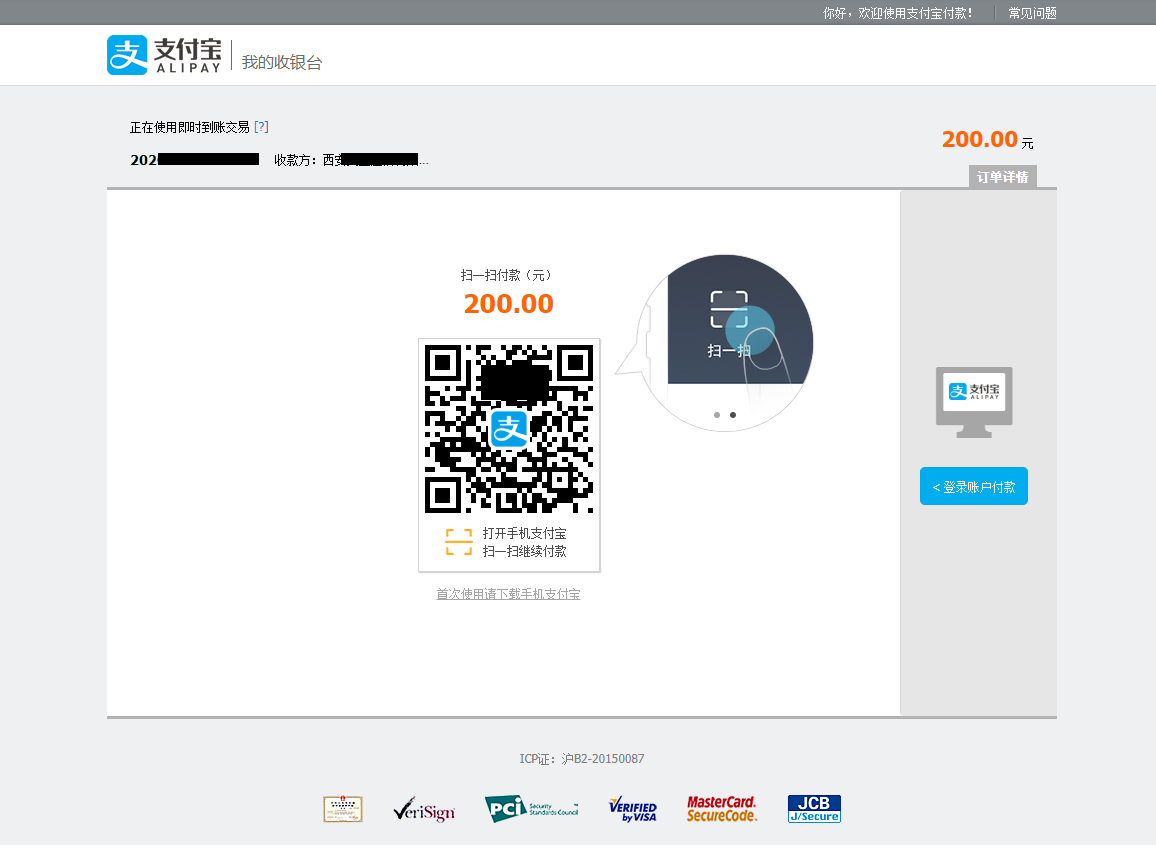 你好，欢迎使用支付宝付款！ 常见问题
支 支付宝 我的收银台
ALIPAY
正在使用即时到账交易 [?]
200.00 元
202 收款方：西安 ...
订单详情
扫一扫付款（元）
200.00
扫一扫
支
支 支付宝
ALIPAY
< 登录账户付款
打开手机支付宝
扫一扫继续付款
首次使用请下载手机支付宝
ICP证：沪B2-20150087
VeriSign
PCi Security Standards Council
VERIFIED by VISA
MasterCard. SecureCode.
JCB J/Secure